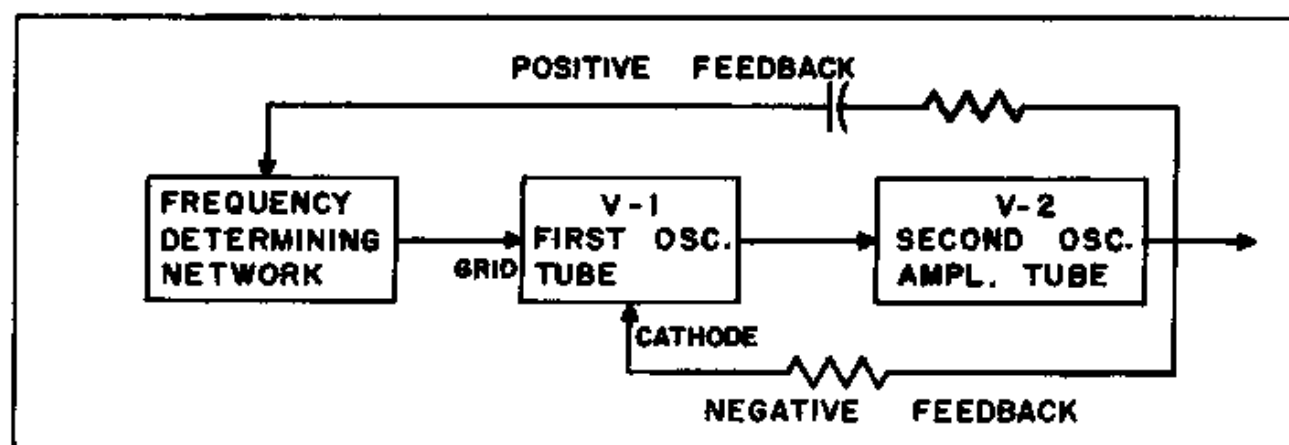 POSITIVE FEEDBACK
FREQUENCY
DETERMINING
NETWORK
GRID
V-1
FIRST OSC.
TUBE
V-2
SECOND OSC.
AMPL. TUBE
CATHODE
NEGATIVE FEEDBACK